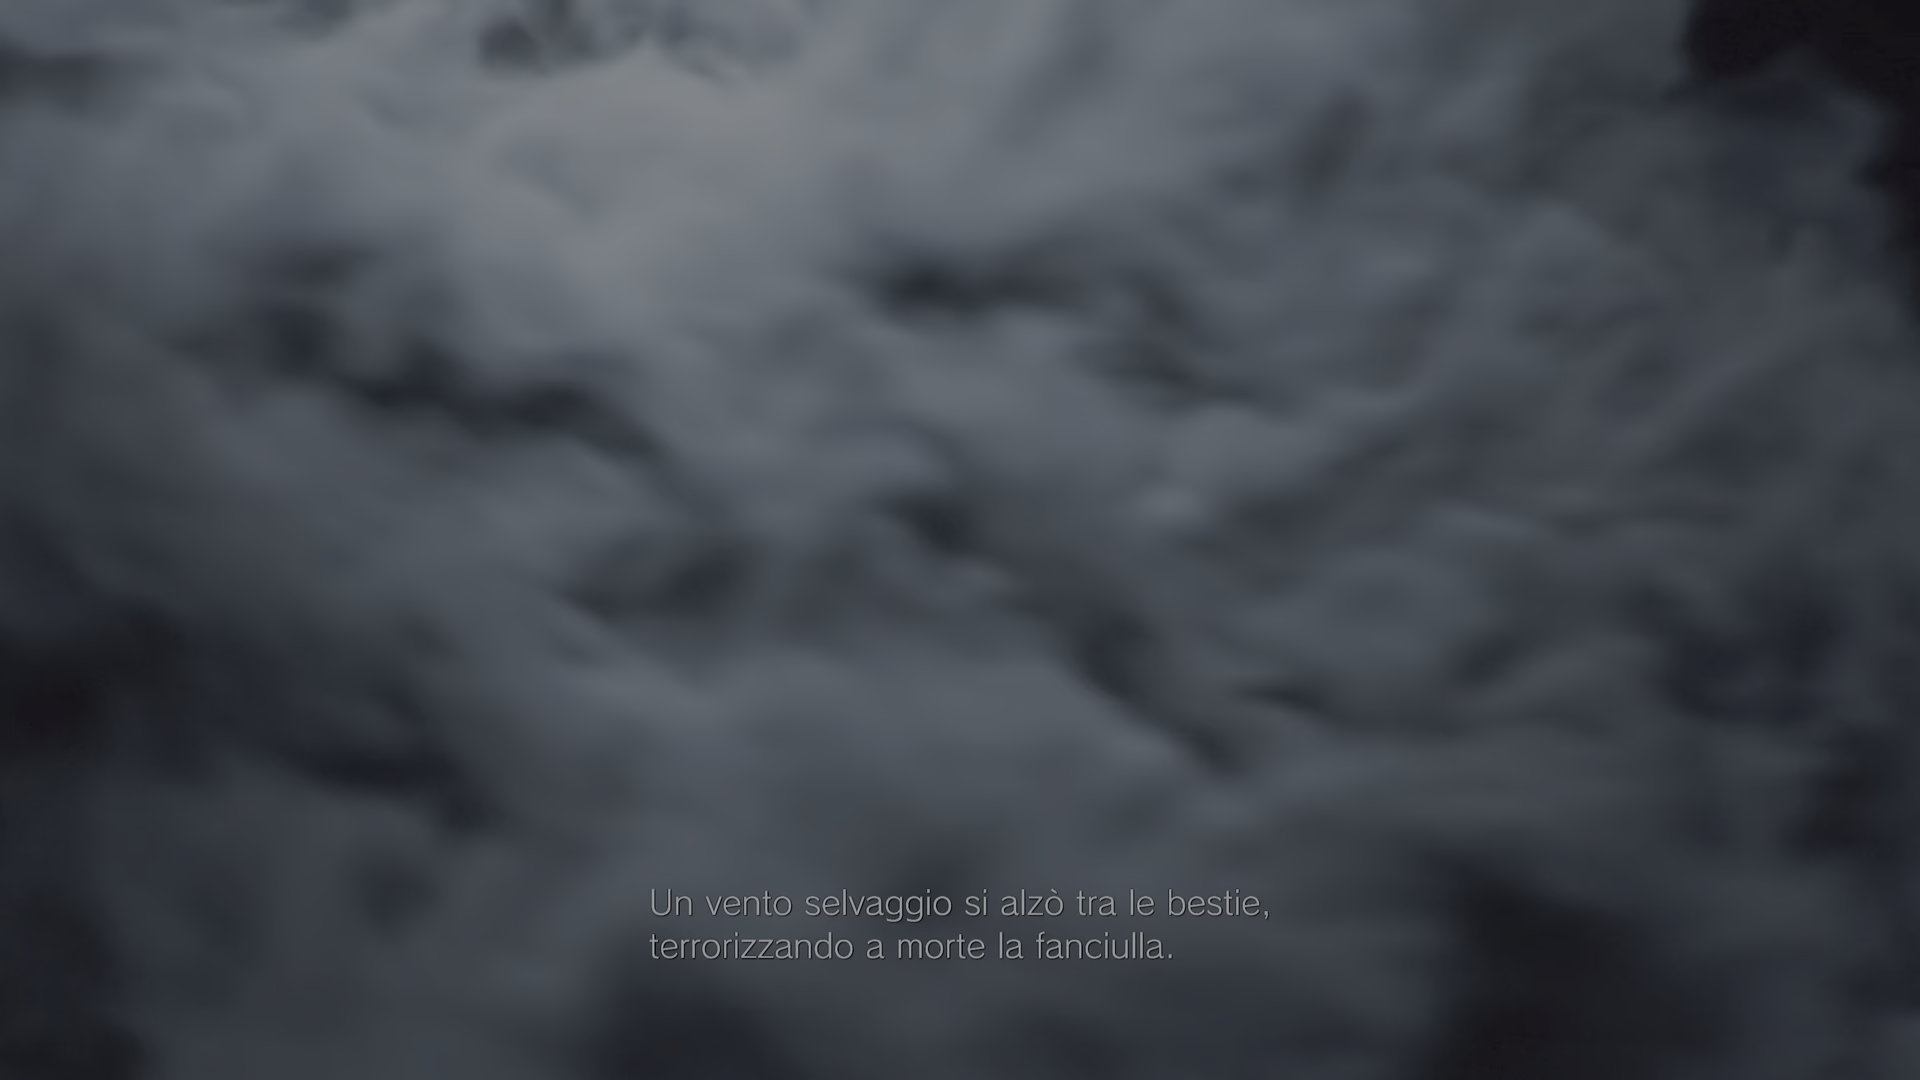 Un vento selvaggio si alzò tra le bestie,
terrorizzando a morte la fanciulla.